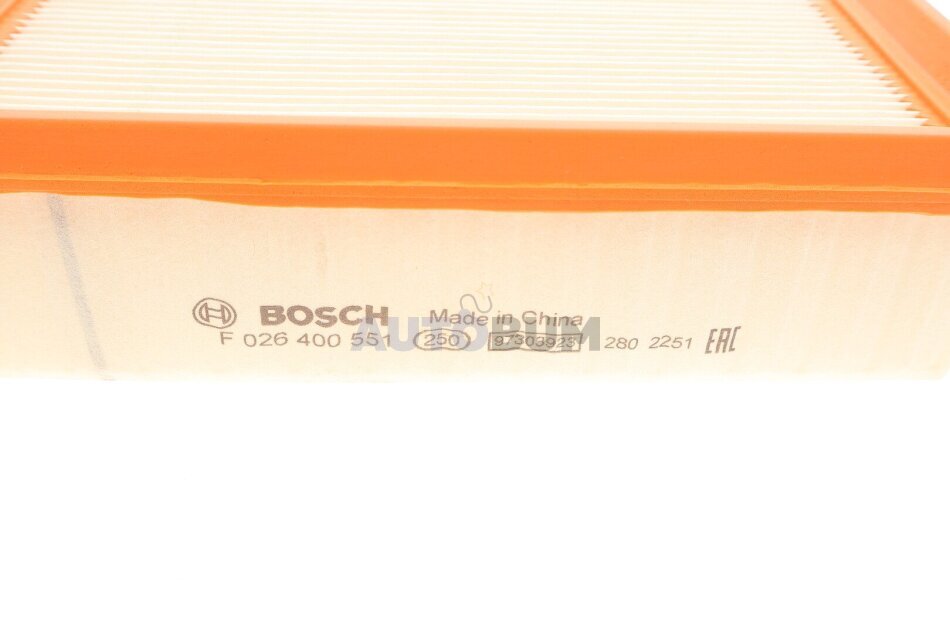 BOSCH Made in China
F 026 400 551 250 97303923 280 2251 EAC
AUTOBUM